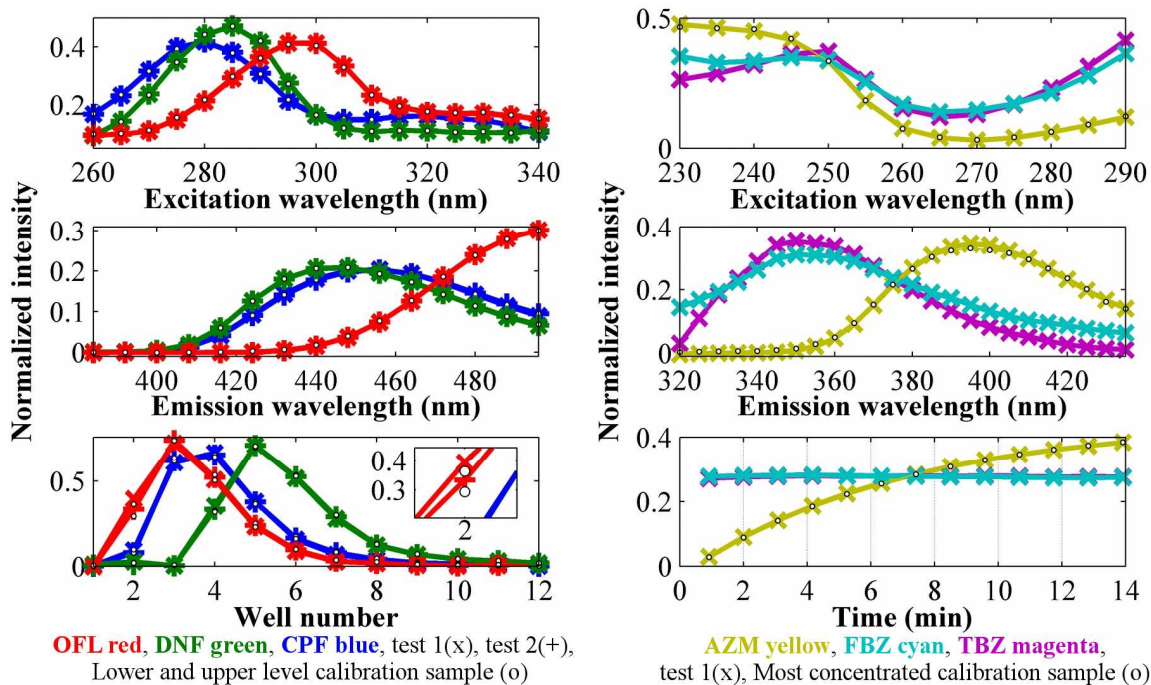 Normalized intensity
0.4
0.2
260 280 300 320 340
Excitation wavelength (nm)
0.3
0.2
0.1
0
400 420 440 460 480
Emission wavelength (nm)
0.5
0
2 4 6 8 10 12
0.4
0.3
2
Well number
OFL red, DNF green, CPF blue, test 1(x), test 2(+),
Lower and upper level calibration sample (o)
Normalized intensity
0.5
0
230 240 250 260 270 280 290
Excitation wavelength (nm)
0.4
0.2
0
320 340 360 380 400 420
Emission wavelength (nm)
0.4
0.2
0
0 2 4 6 8 10 12 14
Time (min)
AZM yellow, FBZ cyan, TBZ magenta,
test 1(x), Most concentrated calibration sample (o)